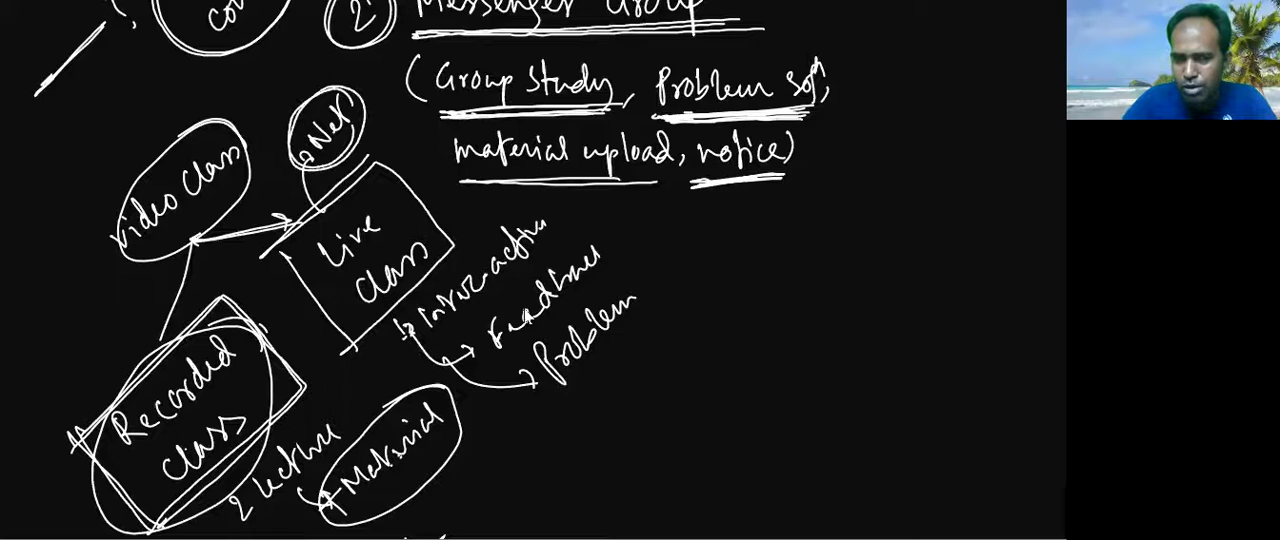 ?
②
Messenger Group
(Group Study, Problem Sol,
material upload, notice)
Net
video class
Live
class
Problem
Recorded
class
2 lecture
+ Material